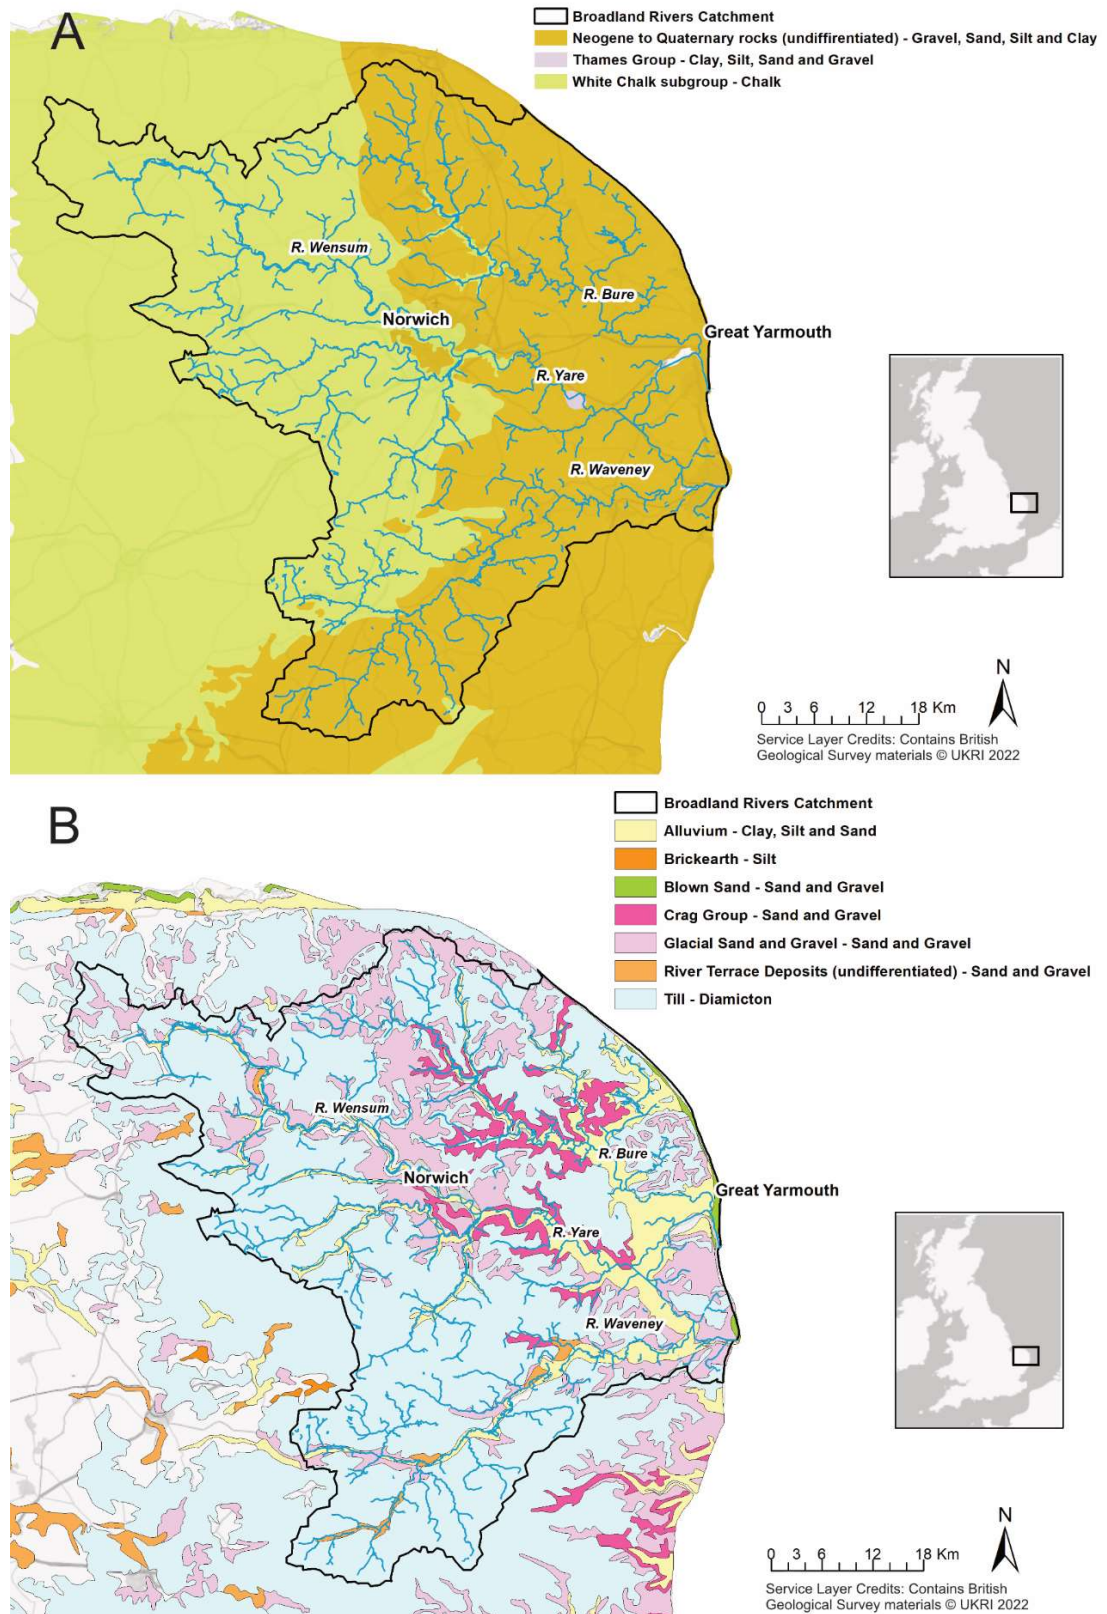 A
Broadland Rivers Catchment
Neogene to Quaternary rocks (undiffirentiated) - Gravel, Sand, Silt and Clay
Thames Group - Clay, Silt, Sand and Gravel
White Chalk subgroup - Chalk
R. Wensum
R. Bure
Norwich
Great Yarmouth
R. Yare
R. Waveney
N
0 3 6 12 18 Km
Service Layer Credits: Contains British
Geological Survey materials © UKRI 2022
B
Broadland Rivers Catchment
Alluvium - Clay, Silt and Sand
Brickearth - Silt
Blown Sand - Sand and Gravel
Crag Group - Sand and Gravel
Glacial Sand and Gravel - Sand and Gravel
River Terrace Deposits (undifferentiated) - Sand and Gravel
Till - Diamicton
R. Wensum
R. Bure
Norwich
Great Yarmouth
R. Yare
R. Waveney
N
0 3 6 12 18 Km
Service Layer Credits: Contains British
Geological Survey materials © UKRI 2022